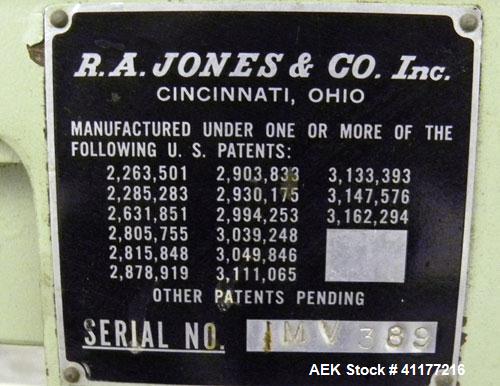 R.A. JONES & CO. Inc.
CINCINNATI, OHIO
MANUFACTURED UNDER ONE OR MORE OF THE
FOLLOWING U. S. PATENTS:
2,263,501 2,903,833 3,133,393
2,285,283 2,930,175 3,147,576
2,631,851 2,994,253 3,162,294
2,805,755 3,039,248
2,815,848 3,049,846
2,878,919 3,111,065
OTHER PATENTS PENDING
SERIAL NO. IMV 389
AEK Stock # 41177216